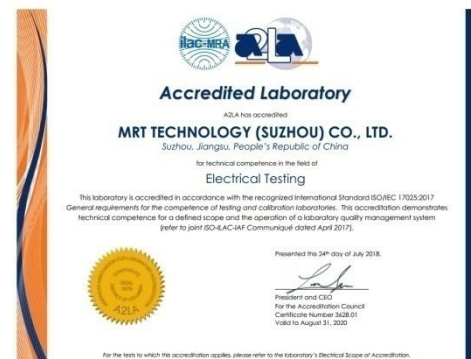 ilac-MRA
A2LA
Accredited Laboratory
A2LA has accredited
MRT TECHNOLOGY (SUZHOU) CO., LTD.
Suzhou, Jiangsu, People's Republic of China
for technical competence in the field of
Electrical Testing
This laboratory is accredited in accordance with the recognized International Standard ISO/IEC 17025:2017
General requirements for the competence of testing and calibration laboratories. This accreditation demonstrates
technical competence for a defined scope and the operation of a laboratory quality management system
(refer to joint ISO-ILAC-IAF Communiqué dated April 2017).
Presented this 24th day of July 2018.
President and CEO
For the Accreditation Council
Certificate Number 3628.01
Valid to August 31, 2020
CORPORATE
SEAL
1978
A2LA
For the tests to which this accreditation applies, please refer to the laboratory's Electrical Scope of Accreditation.